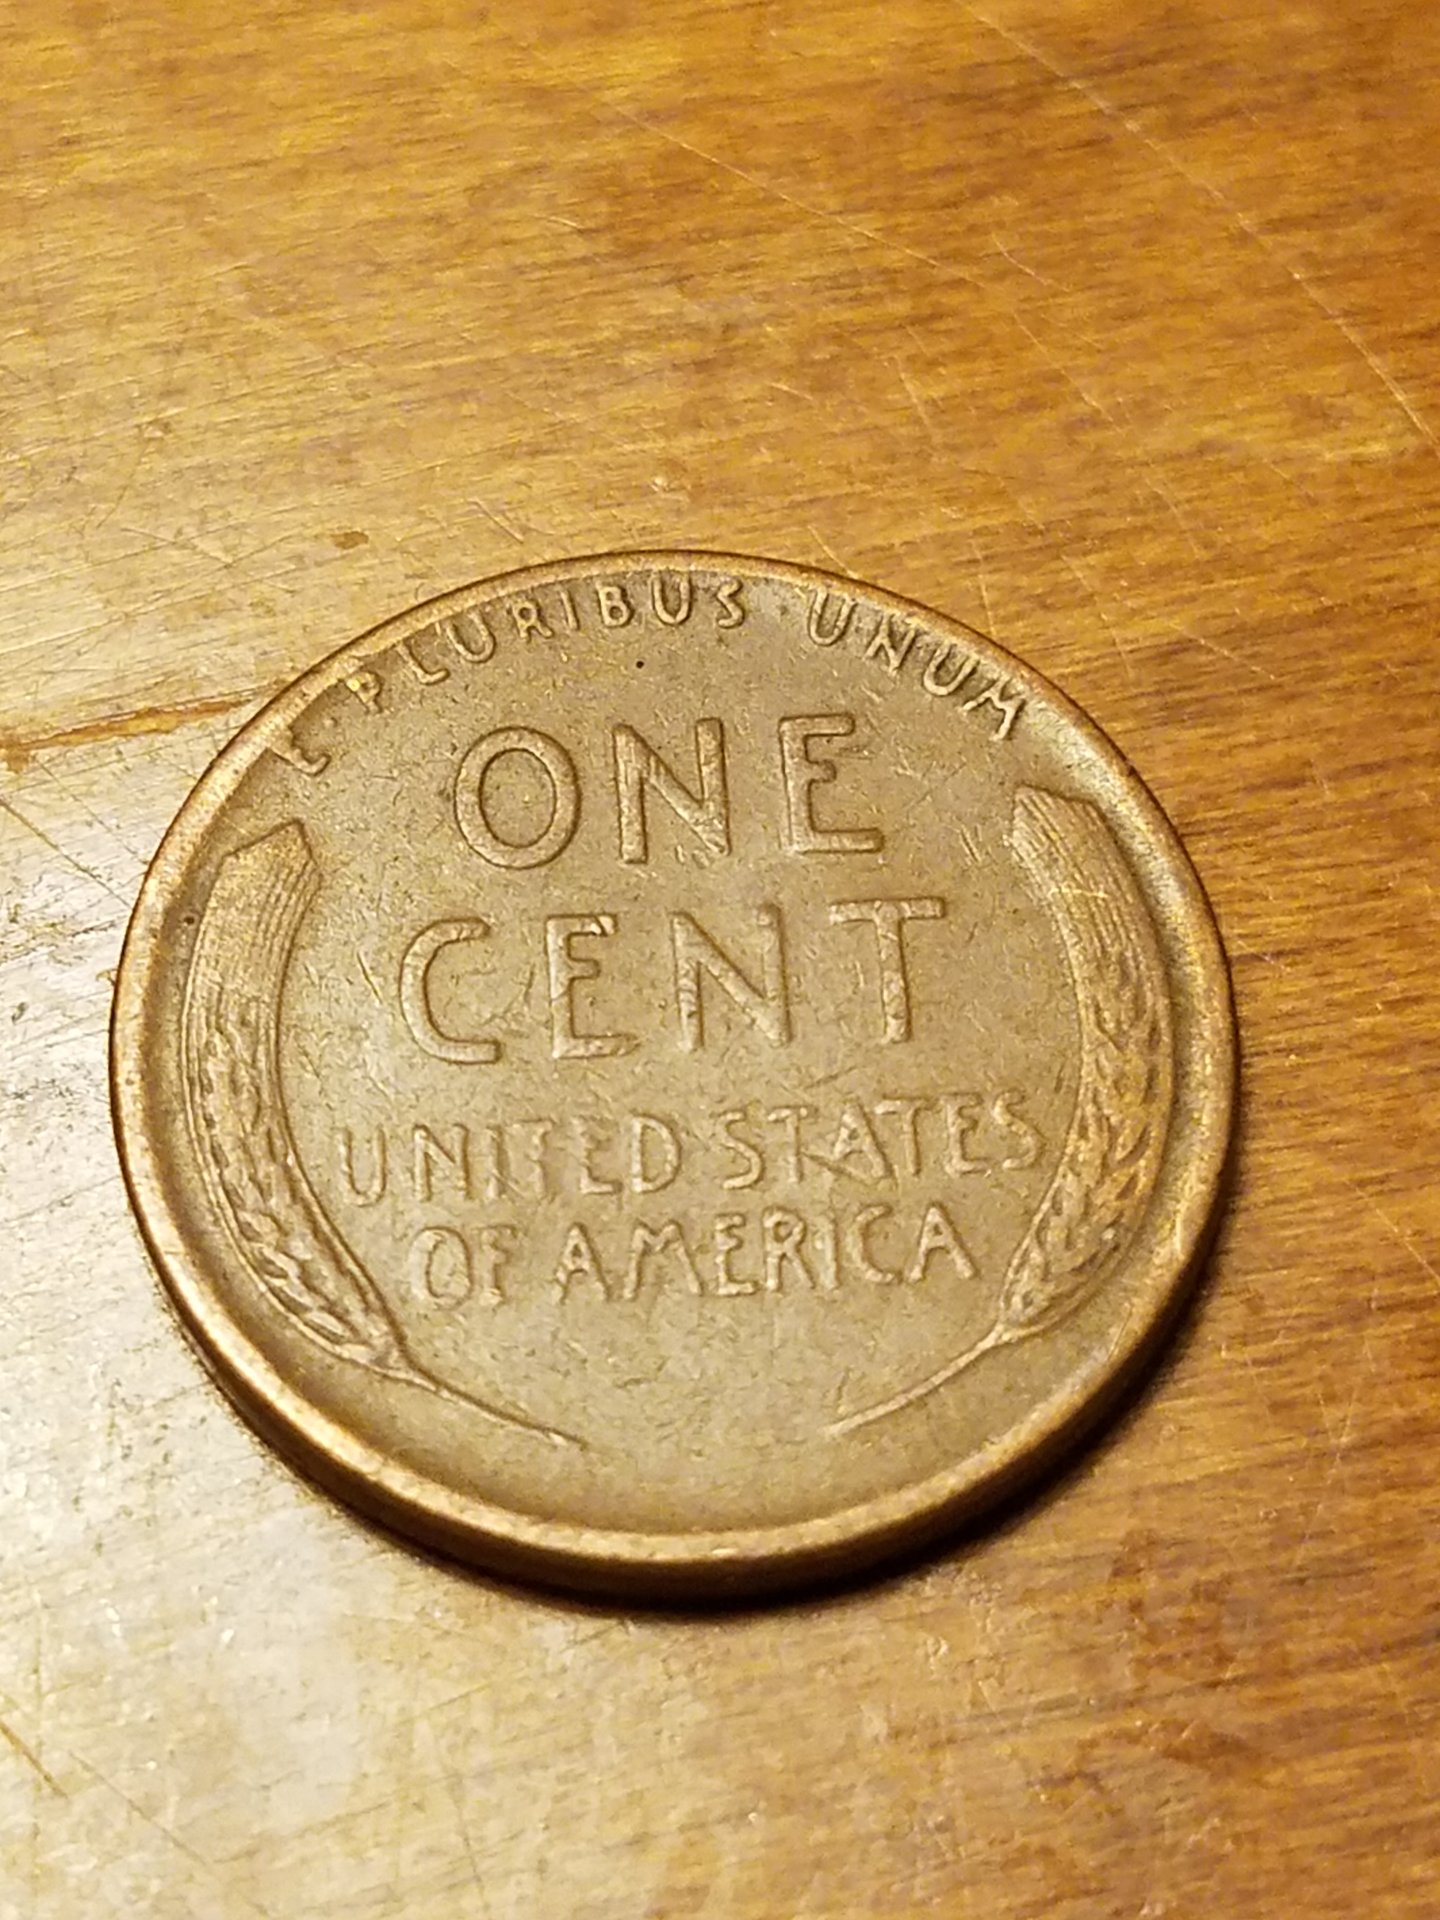 E·PLURIBUS·UNUM
ONE
CENT
UNITED STATES
OF AMERICA